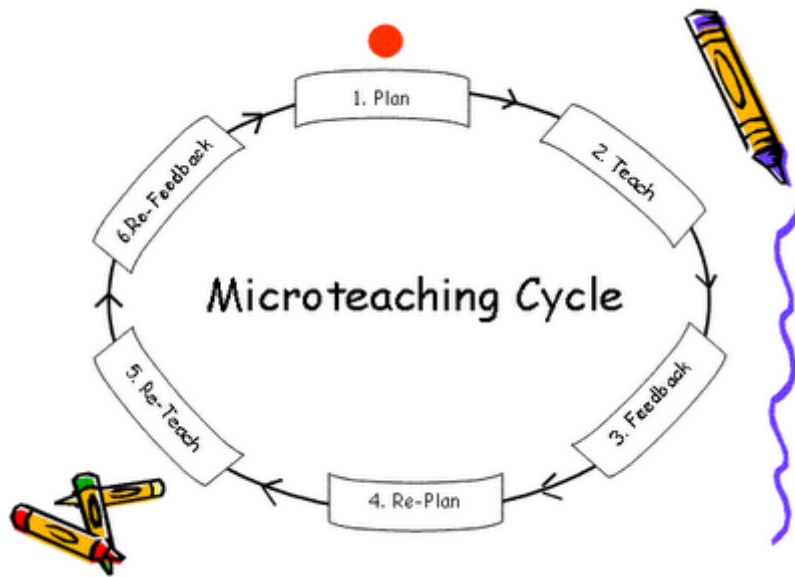 1. Plan
2. Teach
3. Feedback
4. Re-Plan
5. Re-Teach
6.Re-Feedback
Microteaching Cycle